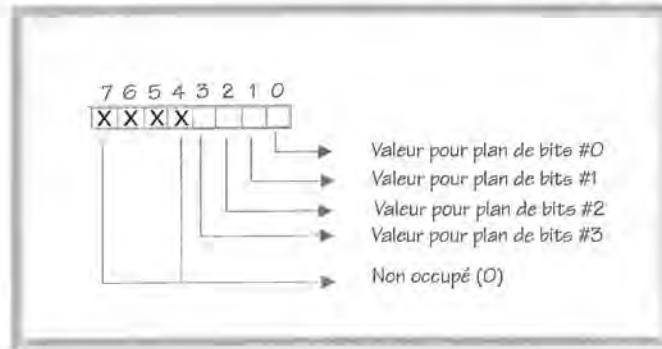 7 6 5 4 3 2 1 0
X X X X
Valeur pour plan de bits #0
Valeur pour plan de bits #1
Valeur pour plan de bits #2
Valeur pour plan de bits #3
Non occupé (0)